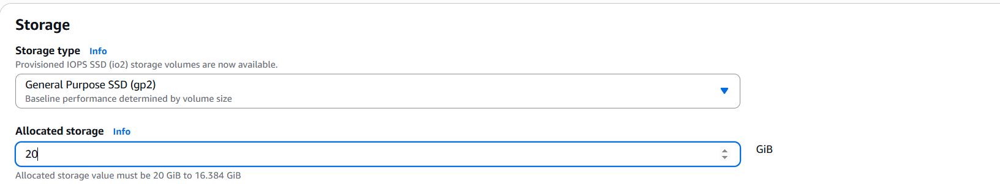 Storage
Storage type Info
Provisioned IOPS SSD (io2) storage volumes are now available.
General Purpose SSD (gp2)
Baseline performance determined by volume size
Allocated storage Info
20 GiB
Allocated storage value must be 20 GiB to 16.384 GiB